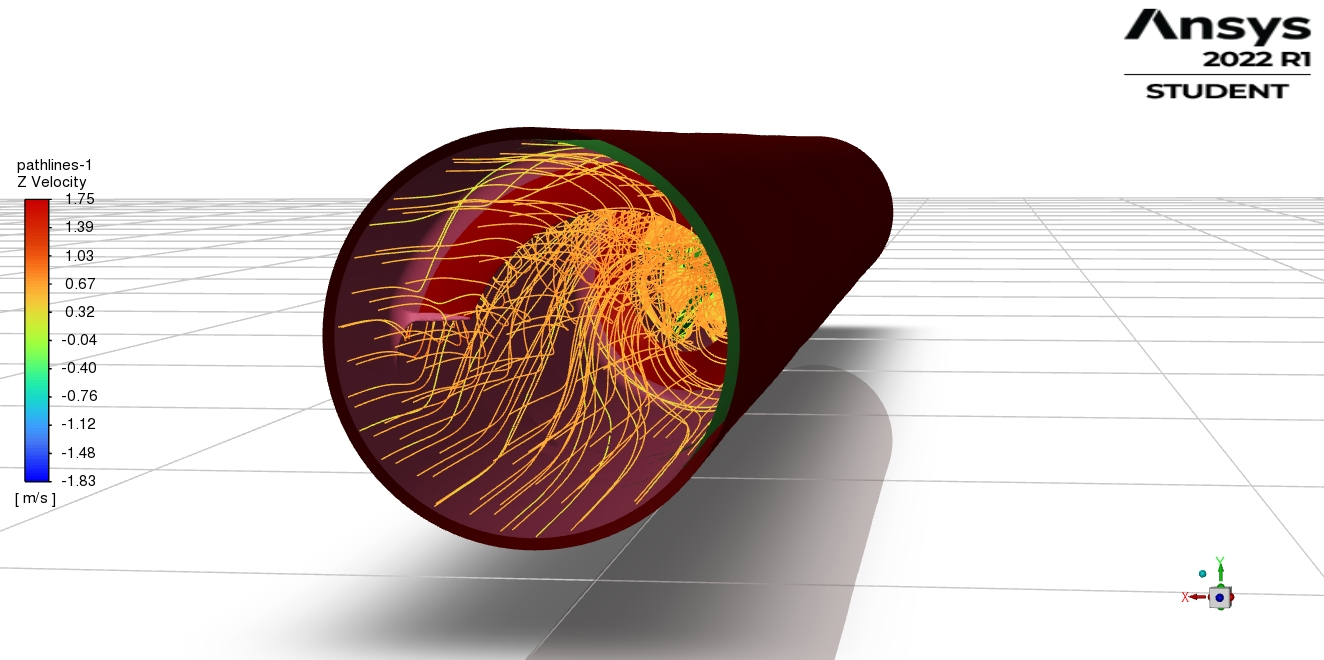 Ansys
2022 R1
STUDENT
pathlines-1
Z Velocity
1.75
1.39
1.03
0.67
0.32
-0.04
-0.40
-0.76
-1.12
-1.48
-1.83
[ m/s ]
Y
X